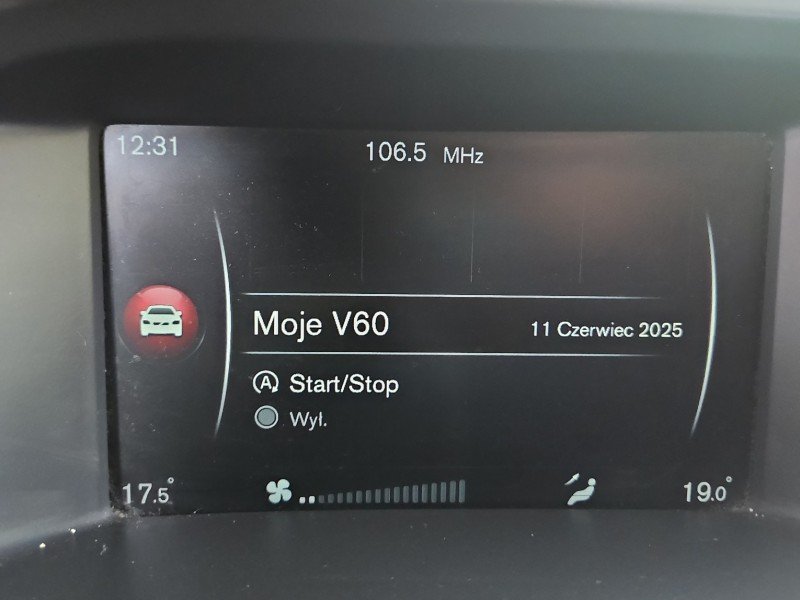 12:31
106.5 MHz
Moje V60
11 Czerwiec 2025
A Start/Stop
Wył.
17.5°
19.0°